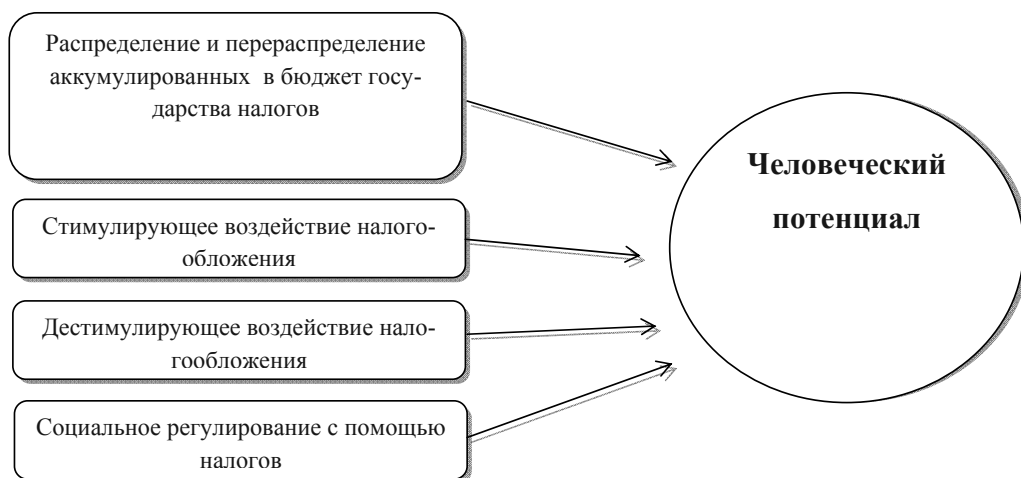 Распределение и перераспределение
аккумулированных в бюджет госу-
дарства налогов
Человеческий
потенциал
Стимулирующее воздействие налого-
обложения
Дестимулирующее воздействие нало-
гообложения
Социальное регулирование с помощью
налогов